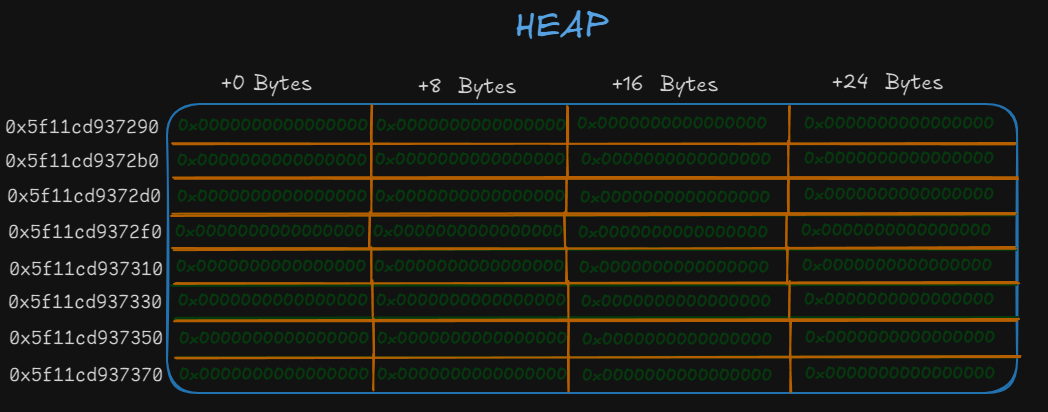 HEAP
+0 Bytes +8 Bytes +16 Bytes +24 Bytes
0x5f11cd937290 0x0000000000000000 0x0000000000000000 0x0000000000000000 0x0000000000000000
0x5f11cd9372b0 0x0000000000000000 0x0000000000000000 0x0000000000000000 0x0000000000000000
0x5f11cd9372d0 0x0000000000000000 0x0000000000000000 0x0000000000000000 0x0000000000000000
0x5f11cd9372f0 0x0000000000000000 0x0000000000000000 0x0000000000000000 0x0000000000000000
0x5f11cd937310 0x0000000000000000 0x0000000000000000 0x0000000000000000 0x0000000000000000
0x5f11cd937330 0x0000000000000000 0x0000000000000000 0x0000000000000000 0x0000000000000000
0x5f11cd937350 0x0000000000000000 0x0000000000000000 0x0000000000000000 0x0000000000000000
0x5f11cd937370 0x0000000000000000 0x0000000000000000 0x0000000000000000 0x0000000000000000